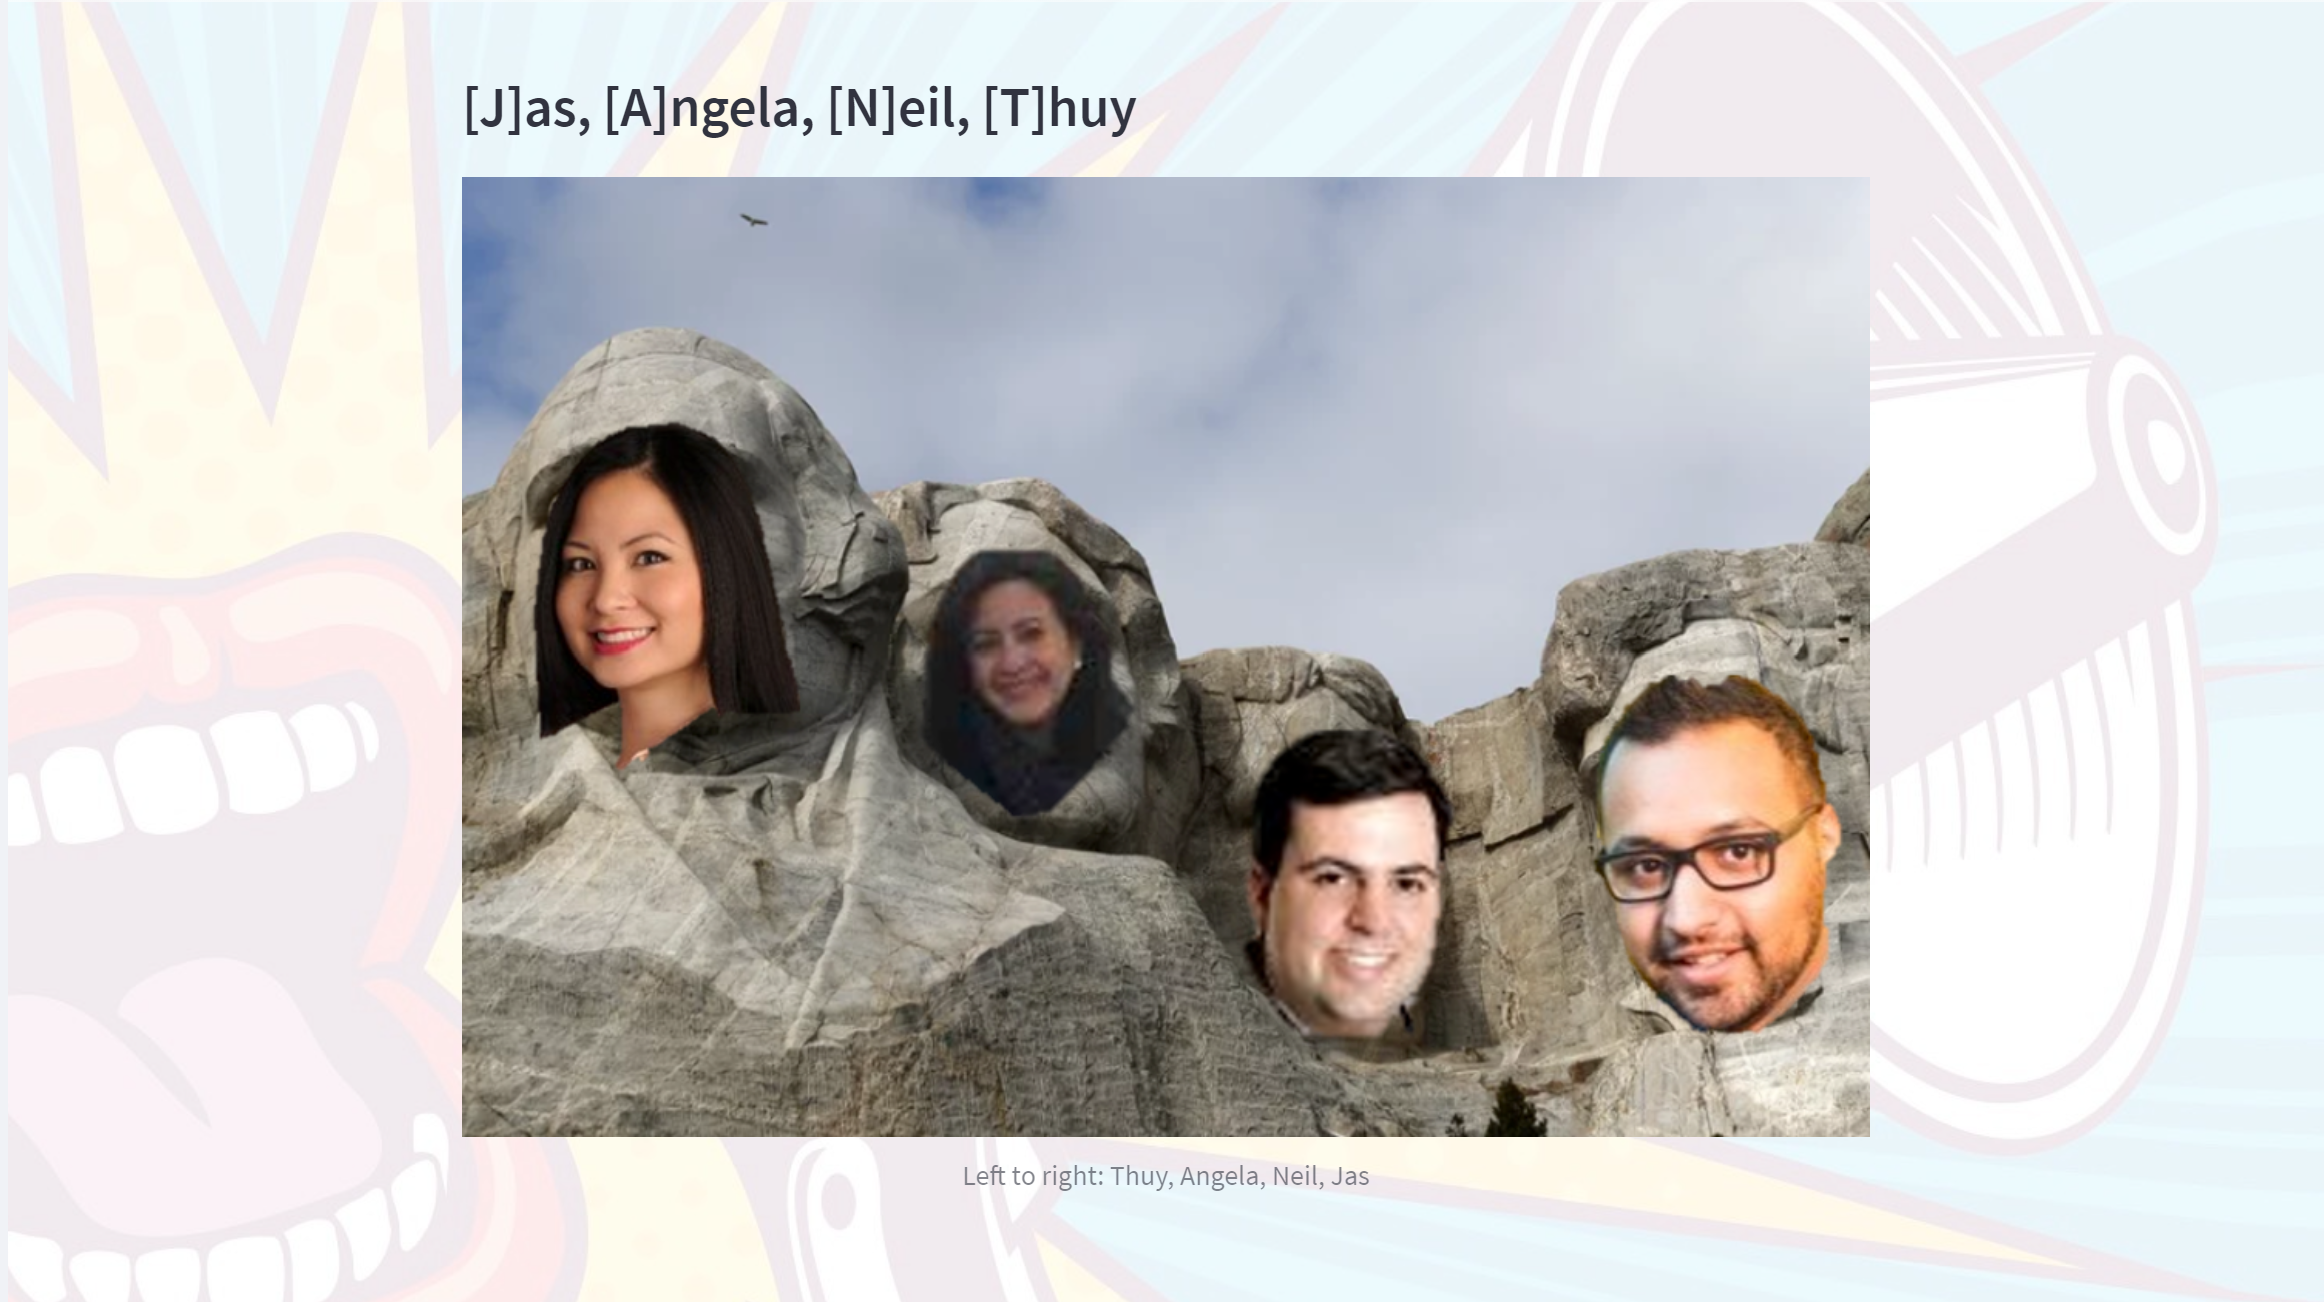 [J]as, [A]ngela, [N]eil, [T]huy
Left to right: Thuy, Angela, Neil, Jas